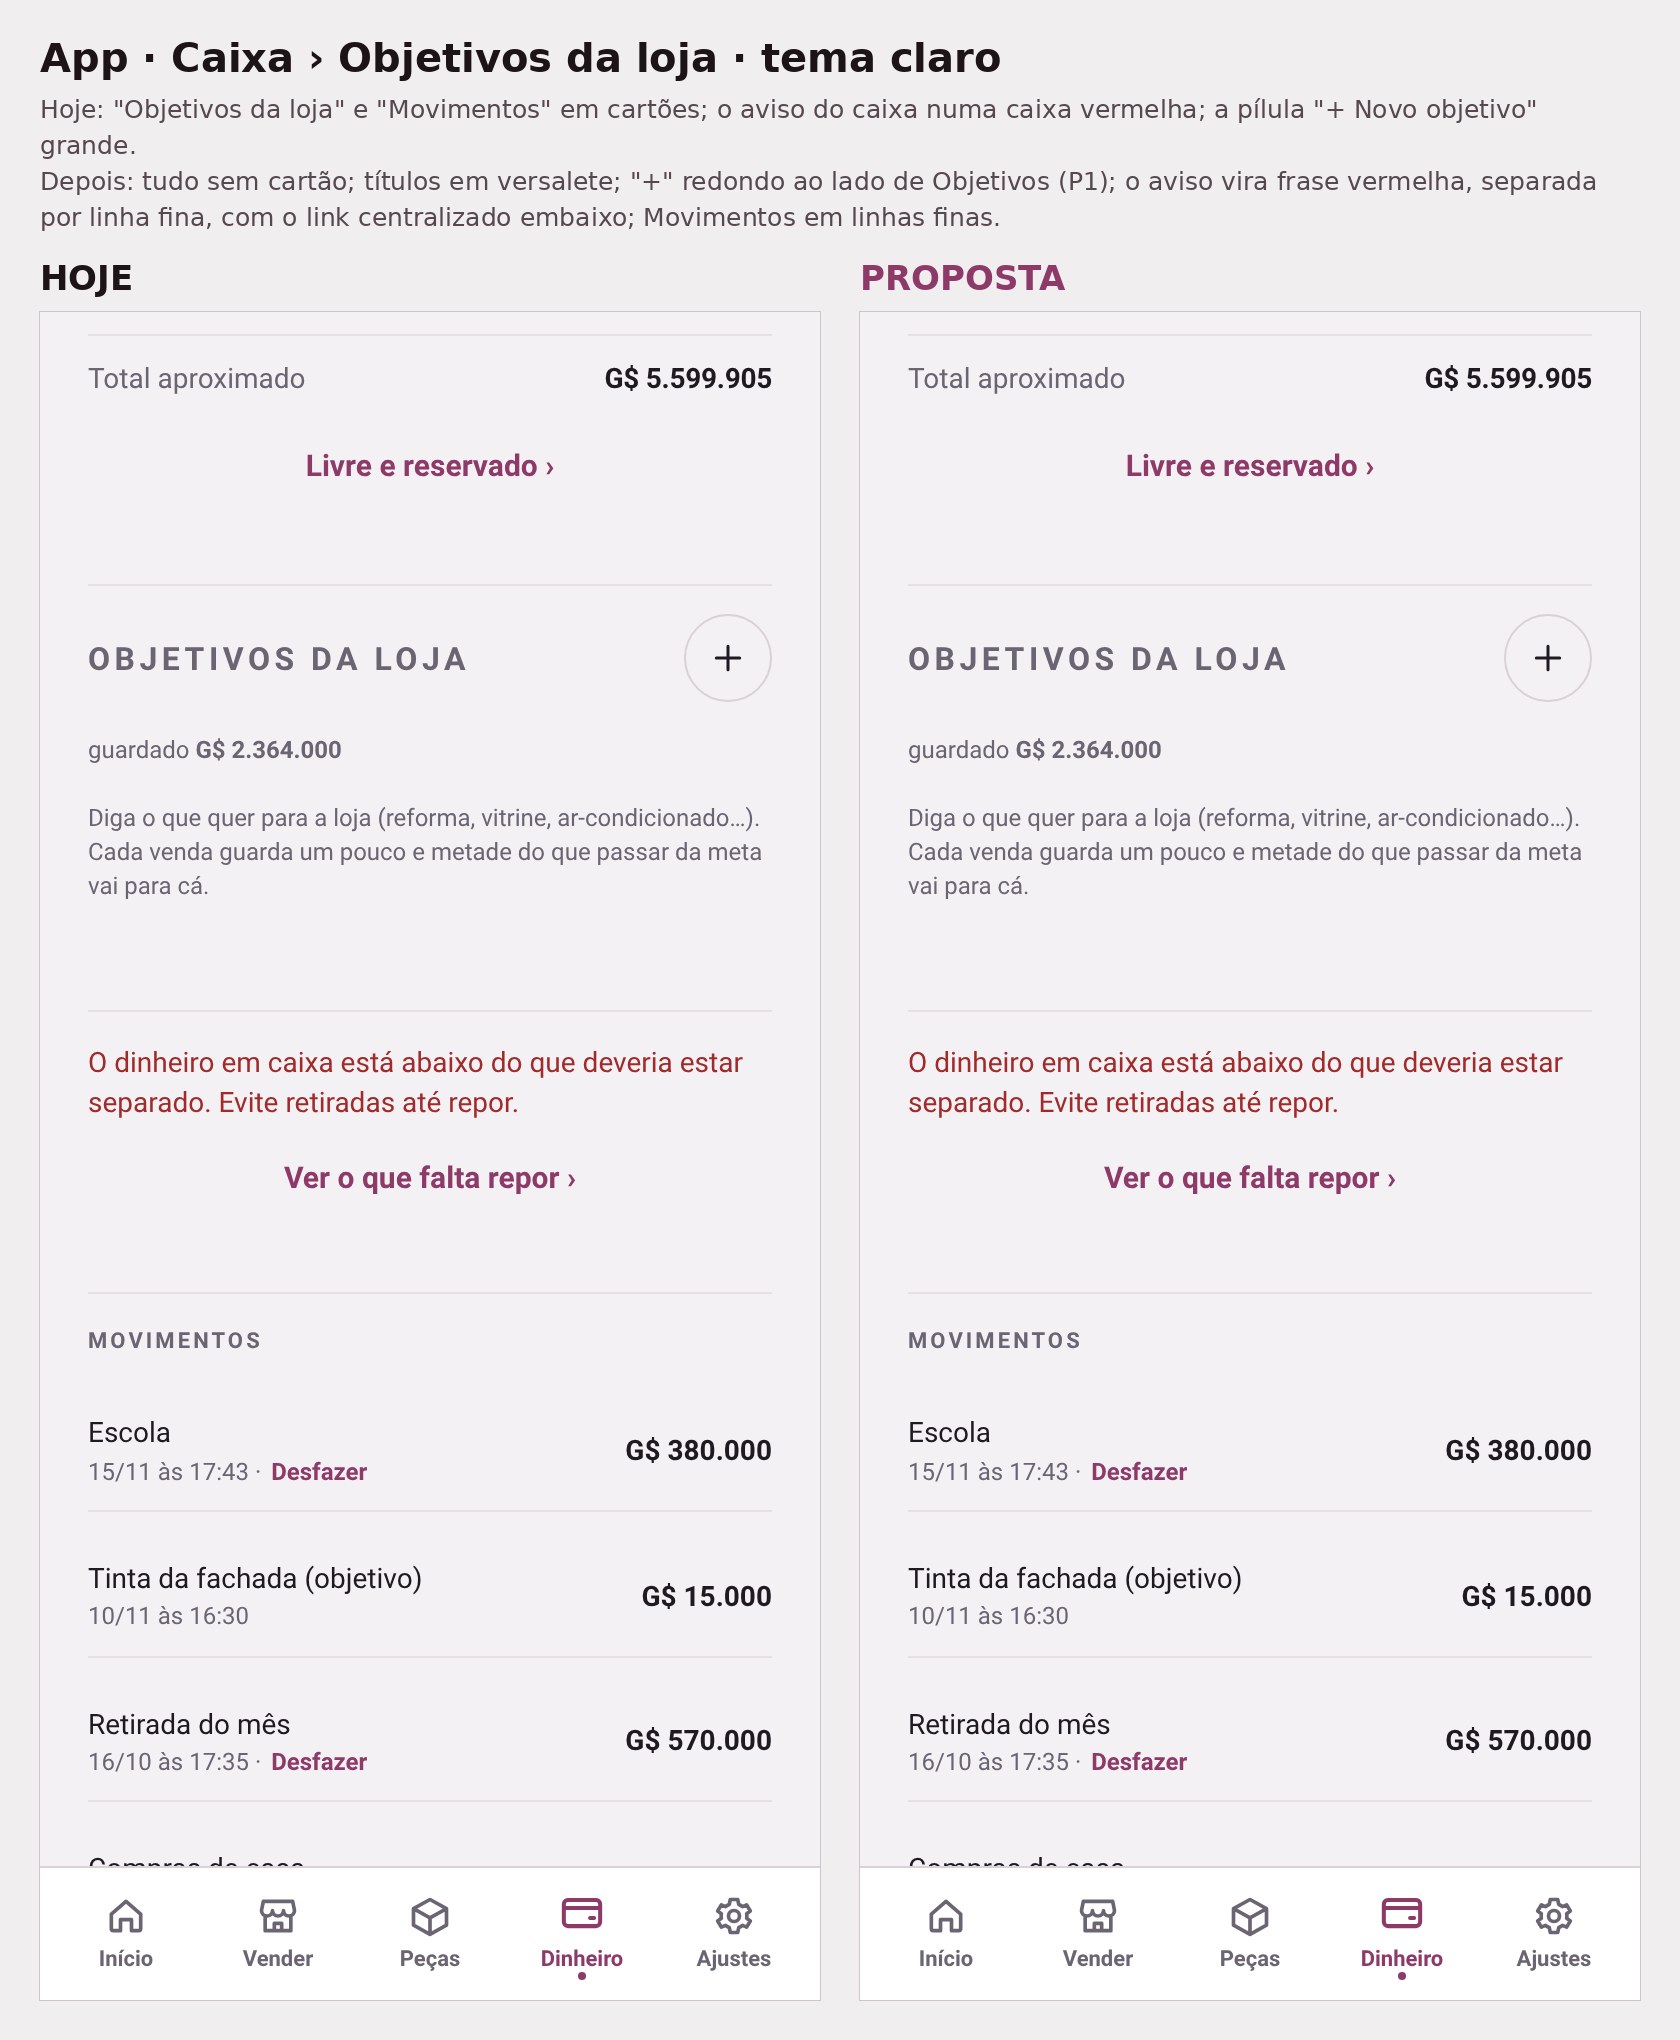 App · Caixa › Objetivos da loja · tema claro
Hoje: "Objetivos da loja" e "Movimentos" em cartões; o aviso do caixa numa caixa vermelha; a pílula "+ Novo objetivo"
grande.
Depois: tudo sem cartão; títulos em versalete; "+" redondo ao lado de Objetivos (P1); o aviso vira frase vermelha, separada
por linha fina, com o link centralizado embaixo; Movimentos em linhas finas.
HOJE
Total aproximado G$ 5.599.905
Livre e reservado ›
OBJETIVOS DA LOJA +
guardado G$ 2.364.000
Diga o que quer para a loja (reforma, vitrine, ar-condicionado…).
Cada venda guarda um pouco e metade do que passar da meta
vai para cá.
O dinheiro em caixa está abaixo do que deveria estar
separado. Evite retiradas até repor.
Ver o que falta repor ›
MOVIMENTOS
Escola
G$ 380.000
15/11 às 17:43 · Desfazer
Tinta da fachada (objetivo)
G$ 15.000
10/11 às 16:30
Retirada do mês
G$ 570.000
16/10 às 17:35 · Desfazer
Início Vender Peças Dinheiro Ajustes
PROPOSTA
Total aproximado G$ 5.599.905
Livre e reservado ›
OBJETIVOS DA LOJA +
guardado G$ 2.364.000
Diga o que quer para a loja (reforma, vitrine, ar-condicionado…).
Cada venda guarda um pouco e metade do que passar da meta
vai para cá.
O dinheiro em caixa está abaixo do que deveria estar
separado. Evite retiradas até repor.
Ver o que falta repor ›
MOVIMENTOS
Escola
G$ 380.000
15/11 às 17:43 · Desfazer
Tinta da fachada (objetivo)
G$ 15.000
10/11 às 16:30
Retirada do mês
G$ 570.000
16/10 às 17:35 · Desfazer
Início Vender Peças Dinheiro Ajustes